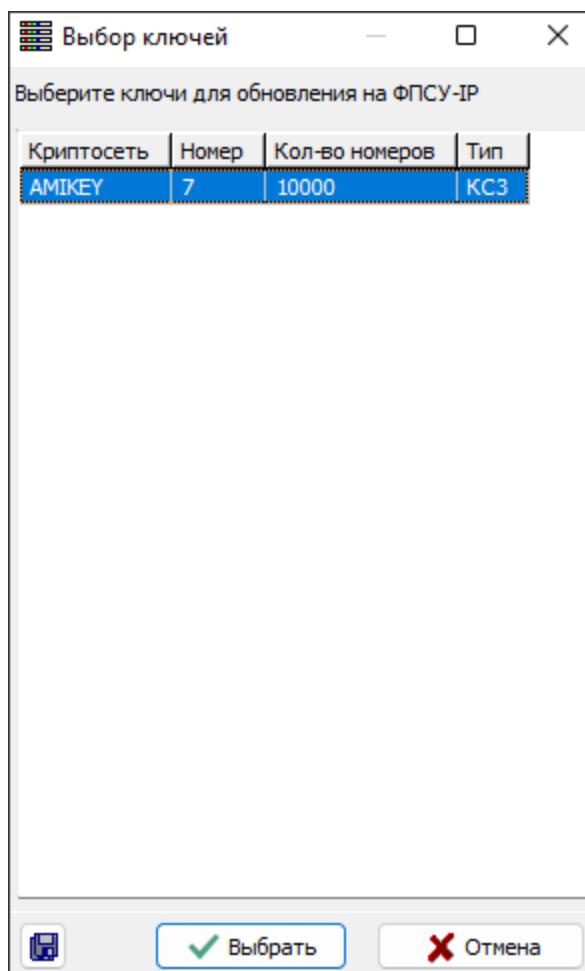 Выбор ключей
Выберите ключи для обновления на ФПСУ-IP
Криптосеть Номер Кол-во номеров Тип
AMIKEY 7 10000 КС3
Выбрать Отмена